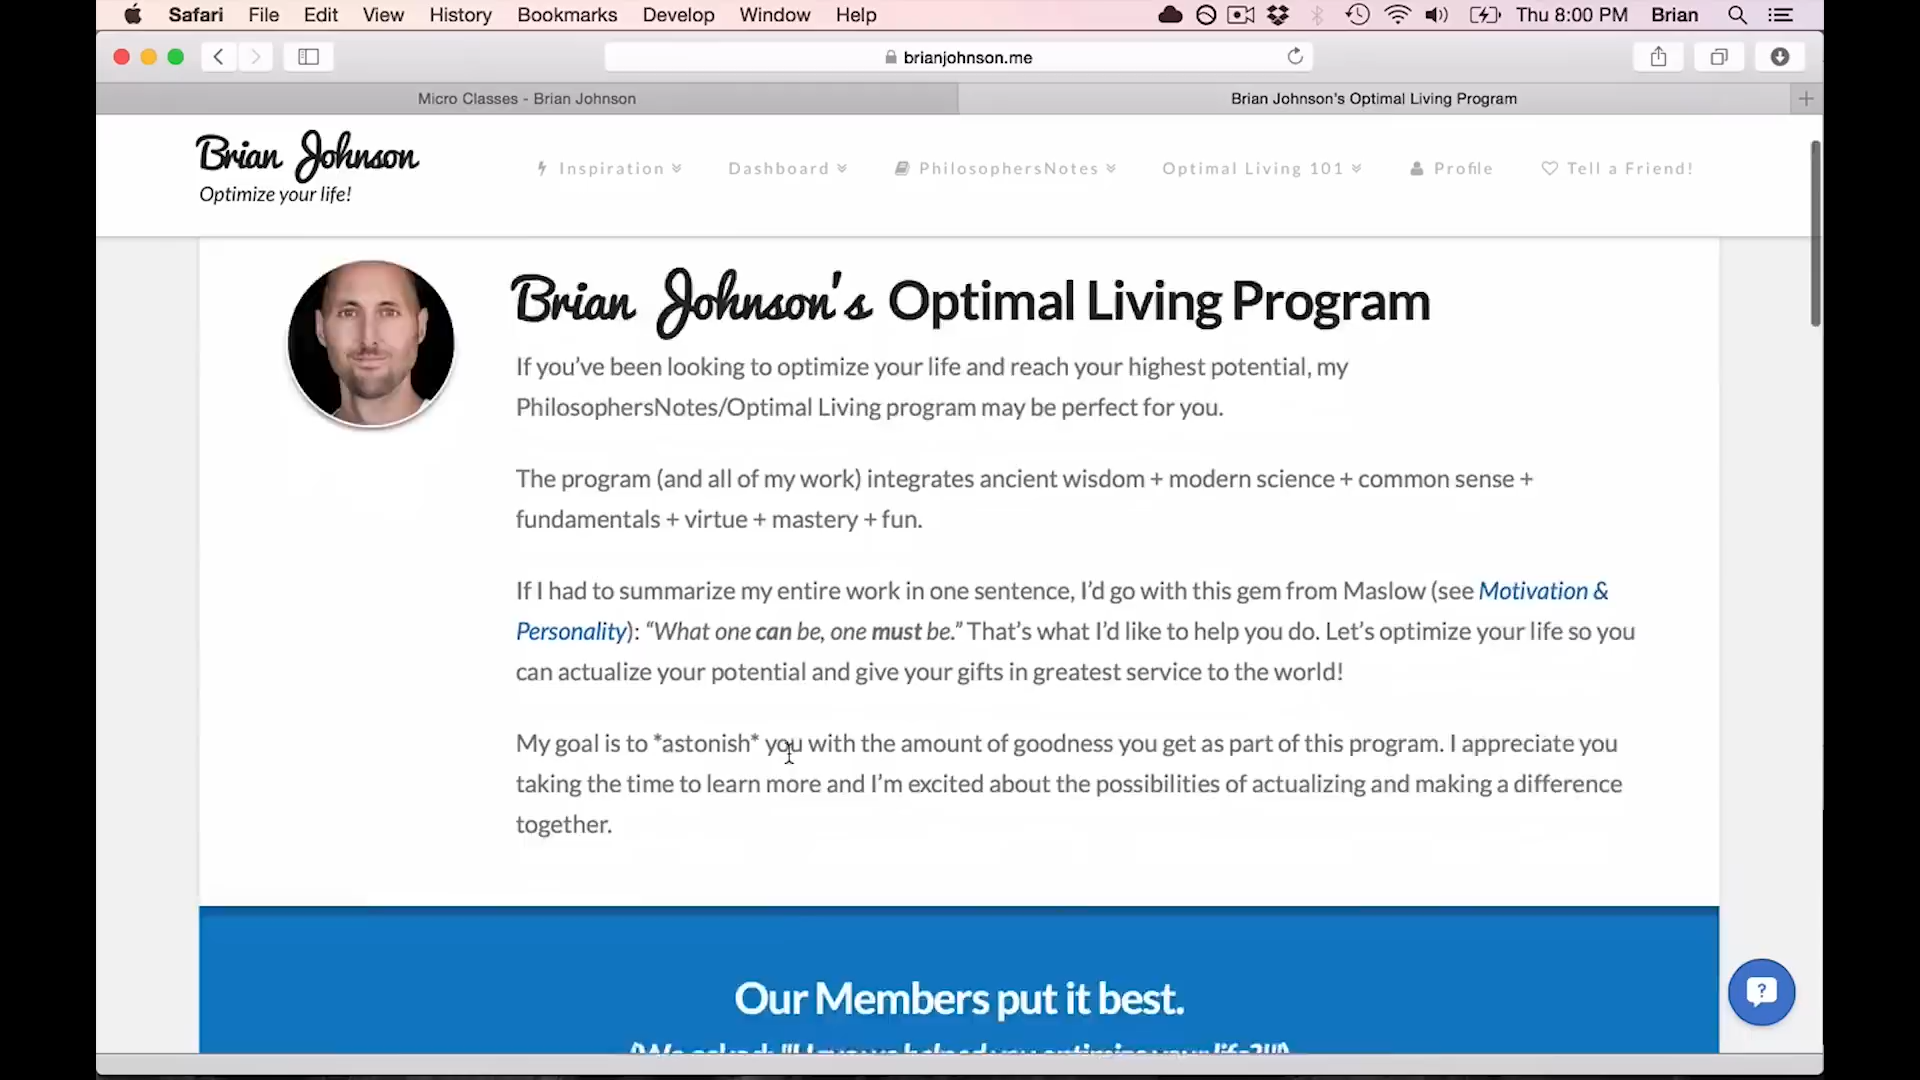 Safari File Edit View History Bookmarks Develop Window Help Thu 8:00 PM Brian
brianjohnson.me
Micro Classes - Brian Johnson
Brian Johnson's Optimal Living Program
Brian Johnson
Optimize your life!
Inspiration Dashboard PhilosophersNotes Optimal Living 101 Profile Tell a Friend!
Brian Johnson's Optimal Living Program
If you’ve been looking to optimize your life and reach your highest potential, my
PhilosophersNotes/Optimal Living program may be perfect for you.
The program (and all of my work) integrates ancient wisdom + modern science + common sense +
fundamentals + virtue + mastery + fun.
If I had to summarize my entire work in one sentence, I’d go with this gem from Maslow (see Motivation &
Personality): “What one can be, one must be.” That’s what I’d like to help you do. Let’s optimize your life so you
can actualize your potential and give your gifts in greatest service to the world!
My goal is to *astonish* you with the amount of goodness you get as part of this program. I appreciate you
taking the time to learn more and I’m excited about the possibilities of actualizing and making a difference
together.
Our Members put it best.
(We asked: "Have we helped you optimize your life?!")